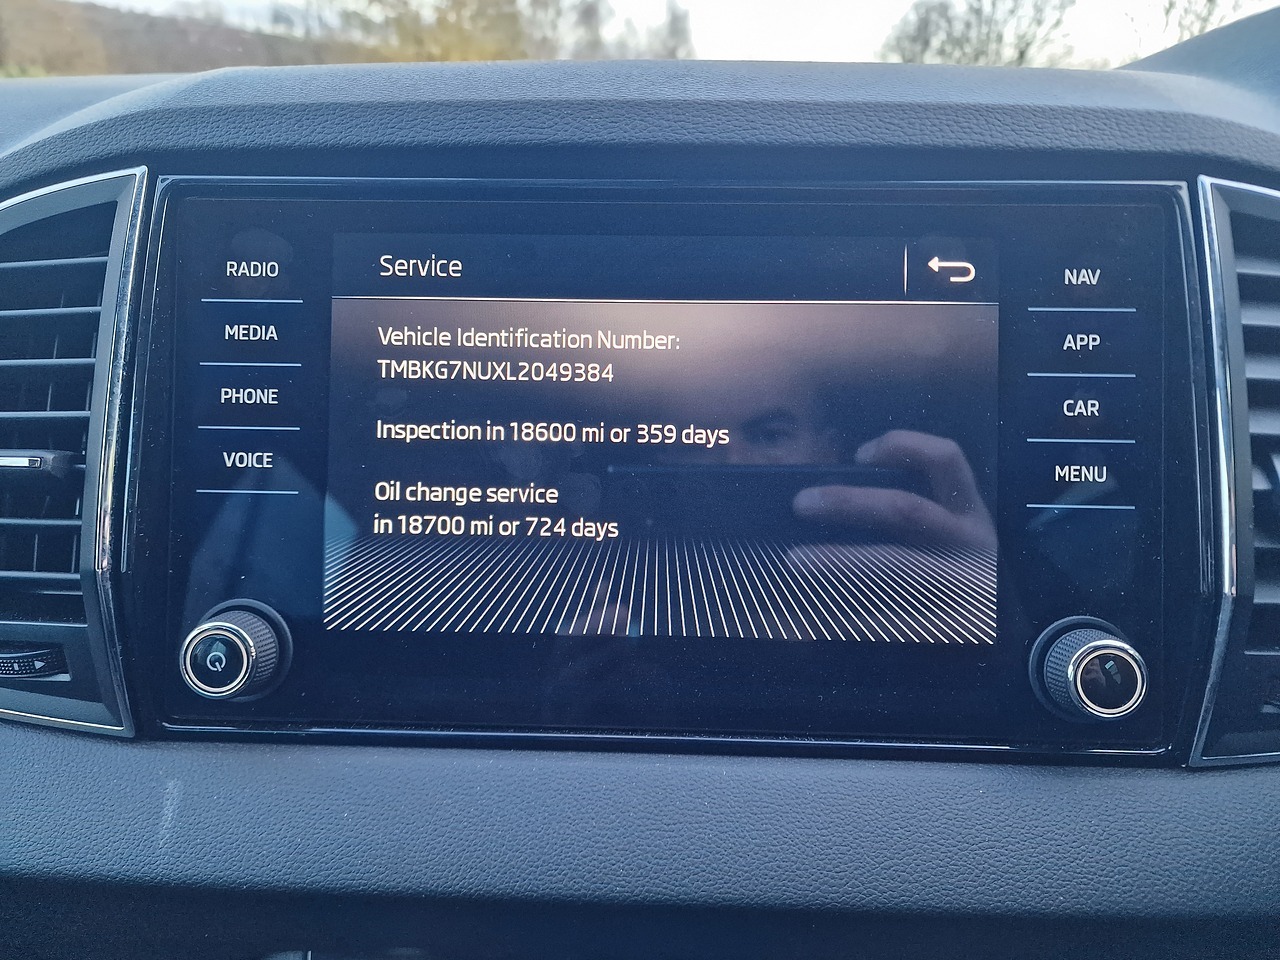 RADIO
MEDIA
PHONE
VOICE
Service
Vehicle Identification Number:
TMBKG7NUXL2049384
Inspection in 18600 mi or 359 days
Oil change service
in 18700 mi or 724 days
NAV
APP
CAR
MENU